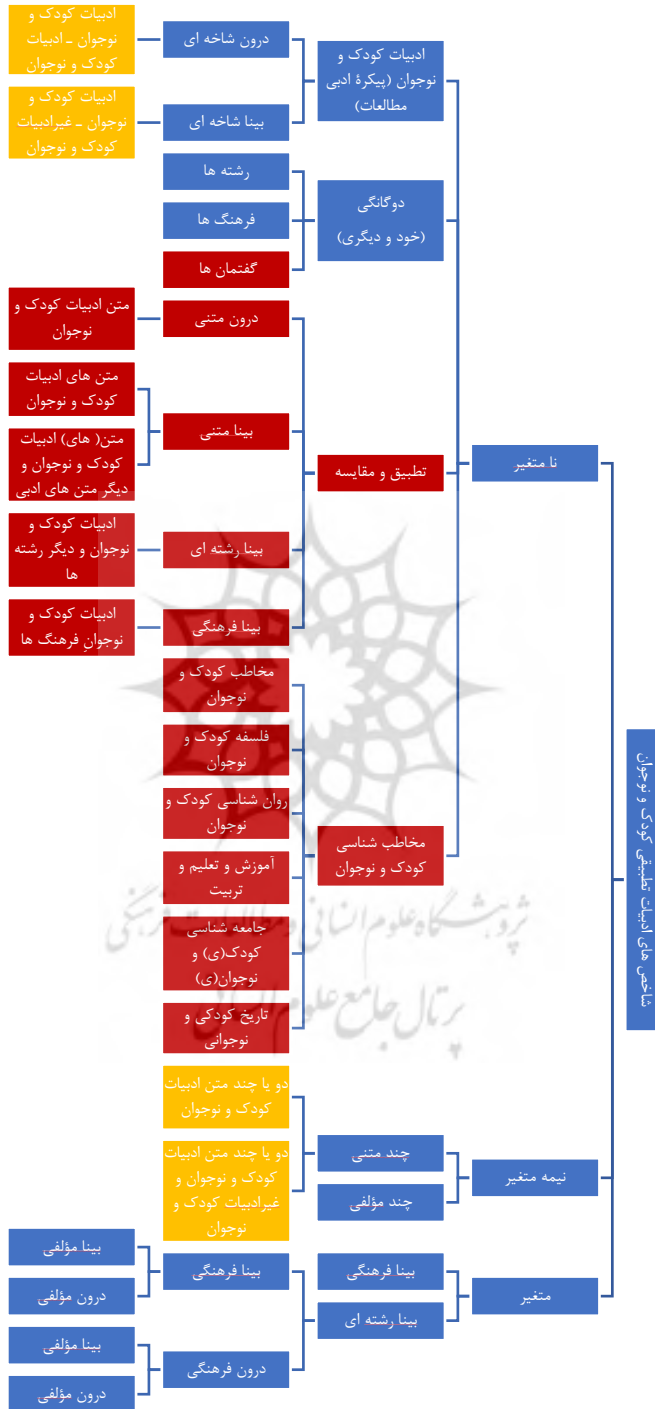 شاخص های ادبیات تطبیقی کودک و نوجوان
نا متغیر
ادبیات کودک و
نوجوان (پیکرۀ ادبی
مطالعات)
درون شاخه ای
ادبیات کودک و
نوجوان ـ ادبیات
کودک و نوجوان
بینا شاخه ای
ادبیات کودک و
نوجوان ـ غیرادبیات
کودک و نوجوان
دوگانگی
(خود و دیگری)
رشته ها
فرهنگ ها
گفتمان ها
تطبیق و مقایسه
درون متنی
متن ادبیات کودک و
نوجوان
بینا متنی
متن های ادبیات
کودک و نوجوان
متن( های) ادبیات
کودک و نوجوان و
دیگر متن های ادبی
بینا رشته ای
ادبیات کودک و
نوجوان و دیگر رشته
ها
بینا فرهنگی
ادبیات کودک و
نوجوانِ فرهنگ ها
مخاطب شناسی
کودک و نوجوان
مخاطب کودک و
نوجوان
فلسفه کودک و
نوجوان
روان شناسی کودک و
نوجوان
آموزش و تعلیم و
تربیت
جامعه شناسی
کودک(ی) و
نوجوان(ی)
تاریخ کودکی و
نوجوانی
نیمه متغیر
چند متنی
دو یا چند متن ادبیات
کودک و نوجوان
دو یا چند متن ادبیات
کودک و نوجوان و
غیرادبیات کودک و
نوجوان
چند مؤلفی
متغیر
بینا فرهنگی
بینا رشته ای
بینا فرهنگی
بینا مؤلفی
درون مؤلفی
درون فرهنگی
بینا مؤلفی
درون مؤلفی
پژوهشگاه علوم انسانی و مطالعات فرهنگی
پرتال جامع علوم انسانی